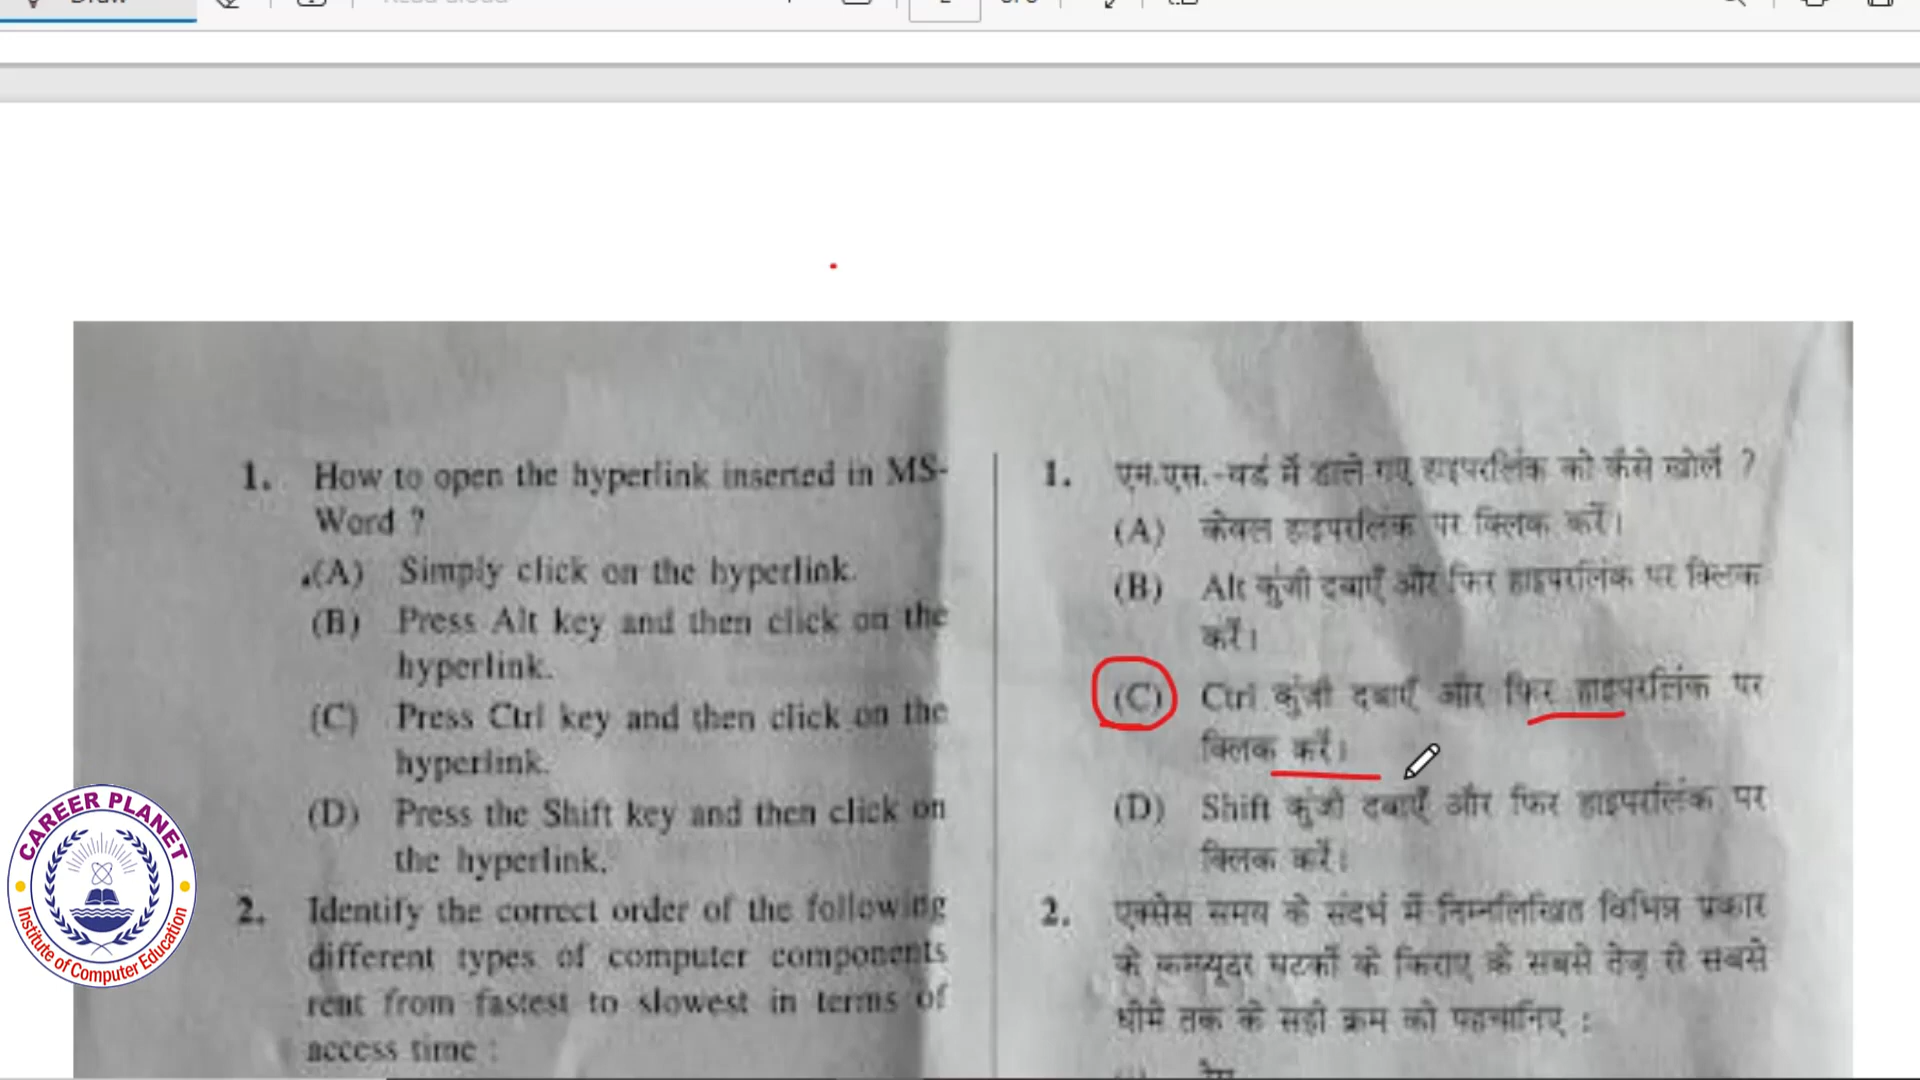 Draw
Read aloud
1. How to open the hyperlink inserted in MS-
Word ?
(A) Simply click on the hyperlink.
(B) Press Alt key and then click on the
hyperlink.
(C) Press Ctrl key and then click on the
hyperlink.
(D) Press the Shift key and then click on
the hyperlink.
2. Identify the correct order of the following
different types of computer components
rent from fastest to slowest in terms of
access time :
1. एम.एस.-वर्ड में डाले गए हाइपरलिंक को कैसे खोलें ?
(A) केवल हाइपरलिंक पर क्लिक करें।
(B) Alt कुंजी दबाएँ और फिर हाइपरलिंक पर क्लिक
करें।
(C) Ctrl कुंजी दबाएँ और फिर हाइपरलिंक पर
क्लिक करें।
(D) Shift कुंजी दबाएँ और फिर हाइपरलिंक पर
क्लिक करें।
2. एक्सेस समय के संदर्भ में निम्नलिखित विभिन्न प्रकार
के कम्प्यूटर घटकों के किराए के सबसे तेज़ से सबसे
धीमे तक के सही क्रम को पहचानिए :
CAREER PLANET
Institute of Computer Education